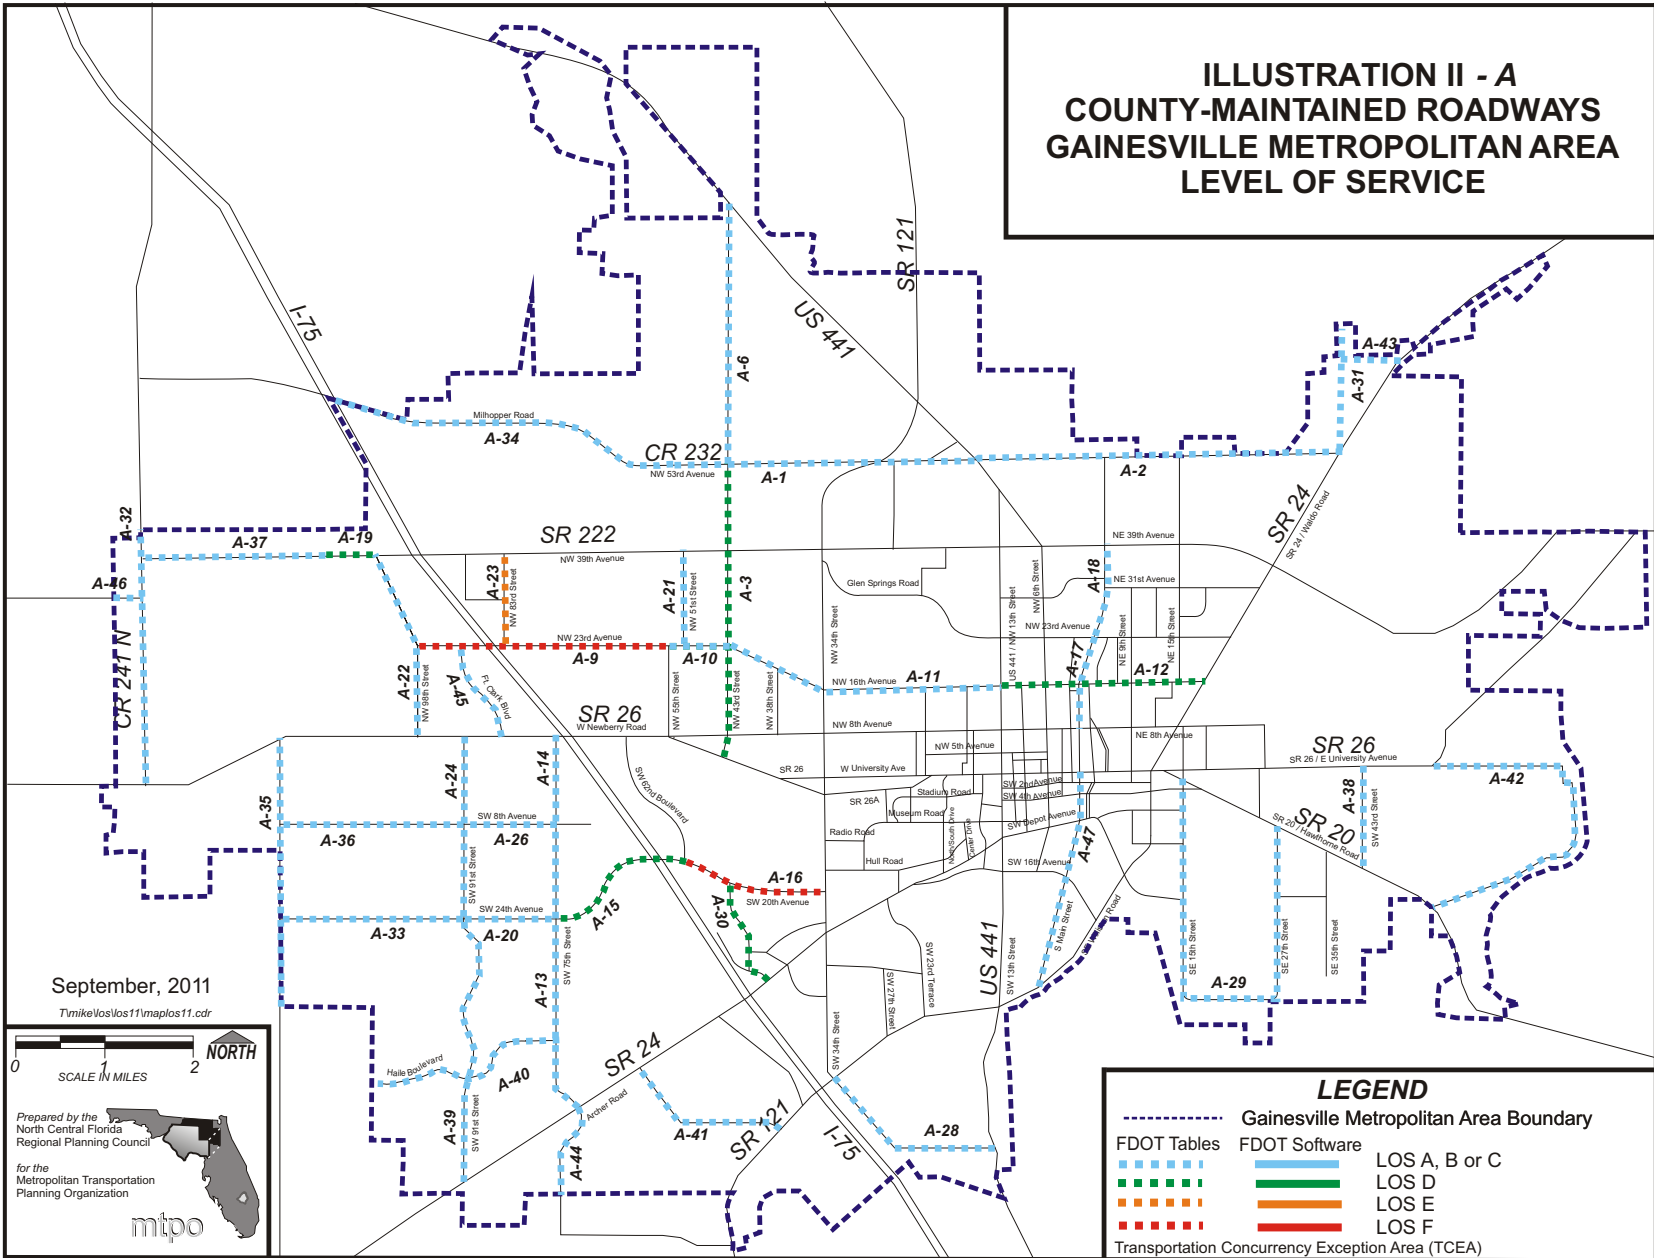 ILLUSTRATION II - A
COUNTY-MAINTAINED ROADWAYS
GAINESVILLE METROPOLITAN AREA
LEVEL OF SERVICE
SR 121
I-75
US 441
A-6
A-43
A-31
Milhopper Road
A-34
CR 232
NW 53rd Avenue
A-1
A-2
SR 24
SR 24 / Waldo Road
A-32
A-37
A-19
SR 222
NW 39th Avenue
NE 39th Avenue
A-46
A-23
NW 83rd Street
A-21
NW 51st Street
A-3
Glen Springs Road
NW 6th Street
A-18
NE 31st Avenue
NW 34th Street
US 441 / NW 13th Street
NW 23rd Avenue
NE 9th Street
NE 15th Street
CR 241 N
NW 23rd Avenue
A-9
A-10
A-17
A-12
A-22
NW 98th Street
A-45
Ft. Clark Blvd
NW 55th Street
NW 43rd Street
NW 38th Street
NW 16th Avenue
A-11
SR 26
W Newberry Road
NW 8th Avenue
NE 8th Avenue
NW 5th Avenue
SR 26
SR 26 / E University Avenue
SR 26
W University Ave
A-24
A-14
SW 62nd Boulevard
SW 2nd Avenue
SW 4th Avenue
Stadium Road
SR 26A
Museum Road
A-42
A-38
SW 43rd Street
A-35
A-36
SW 8th Avenue
A-26
Radio Road
North/South Drive
Center Drive
SW Depot Avenue
SR 20
SR 20 / Hawthorne Road
A-47
Hull Road
SW 16th Avenue
SW 91st Street
A-16
SW 20th Avenue
A-30
A-15
SW 24th Avenue
A-33
A-20
SW 75th Street
A-13
SW 23rd Terrace
SW 27th Street
US 441
SW 13th Street
S Main Street
SE 15th Street
SE 27th Street
SE 35th Street
A-29
September, 2011
T\mike\los\los11\maplos11.cdr
0
1
2
SCALE IN MILES
NORTH
Haile Boulevard
A-40
SR 24
Archer Road
SW 34th Street
A-39
SW 91st Street
A-44
A-41
SR 121
I-75
A-28
Prepared by the
North Central Florida
Regional Planning Council
for the
Metropolitan Transportation
Planning Organization
mtpo
LEGEND
Gainesville Metropolitan Area Boundary
FDOT Tables FDOT Software
LOS A, B or C
LOS D
LOS E
LOS F
Transportation Concurrency Exception Area (TCEA)